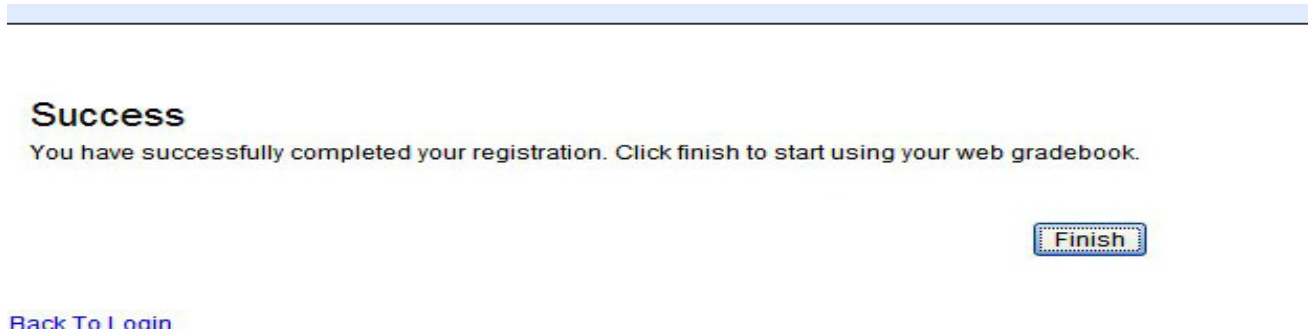 Success
You have successfully completed your registration. Click finish to start using your web gradebook.
Finish
Back To Login